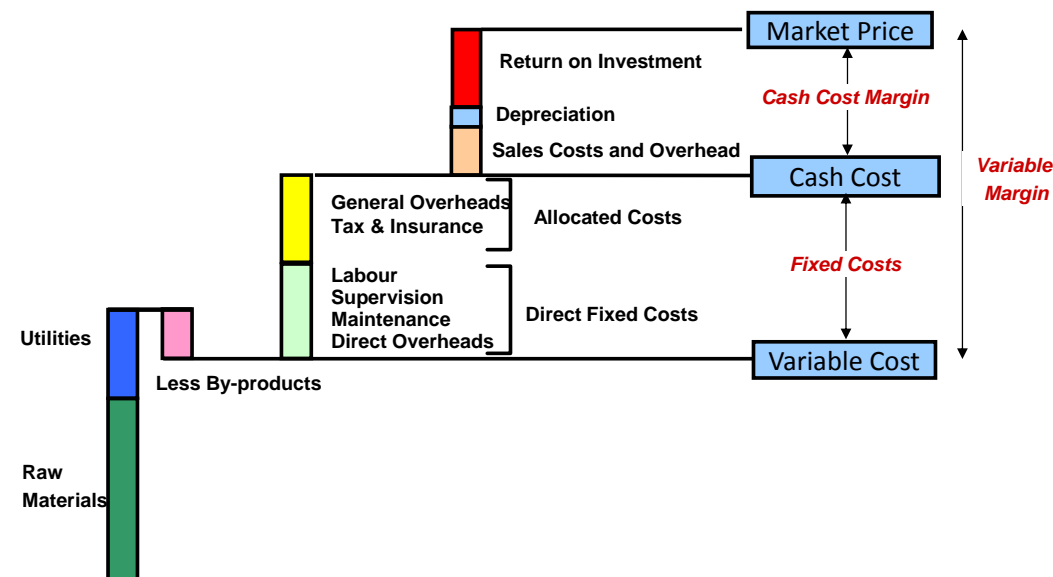 Market Price
Return on Investment
Cash Cost Margin
Depreciation
Sales Costs and Overhead
Variable
Margin
Cash Cost
General Overheads
Tax & Insurance
Allocated Costs
Fixed Costs
Labour
Supervision
Maintenance
Direct Overheads
Direct Fixed Costs
Utilities
Variable Cost
Less By-products
Raw
Materials